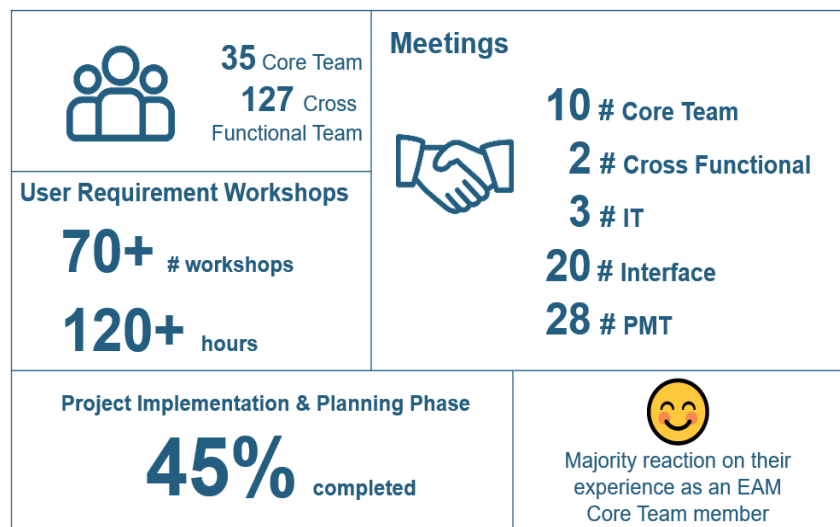 35 Core Team
127 Cross
Functional Team
User Requirement Workshops
70+ # workshops
120+ hours
Meetings
10 # Core Team
2 # Cross Functional
3 # IT
20 # Interface
28 # PMT
Project Implementation & Planning Phase
45% completed
Majority reaction on their
experience as an EAM
Core Team member